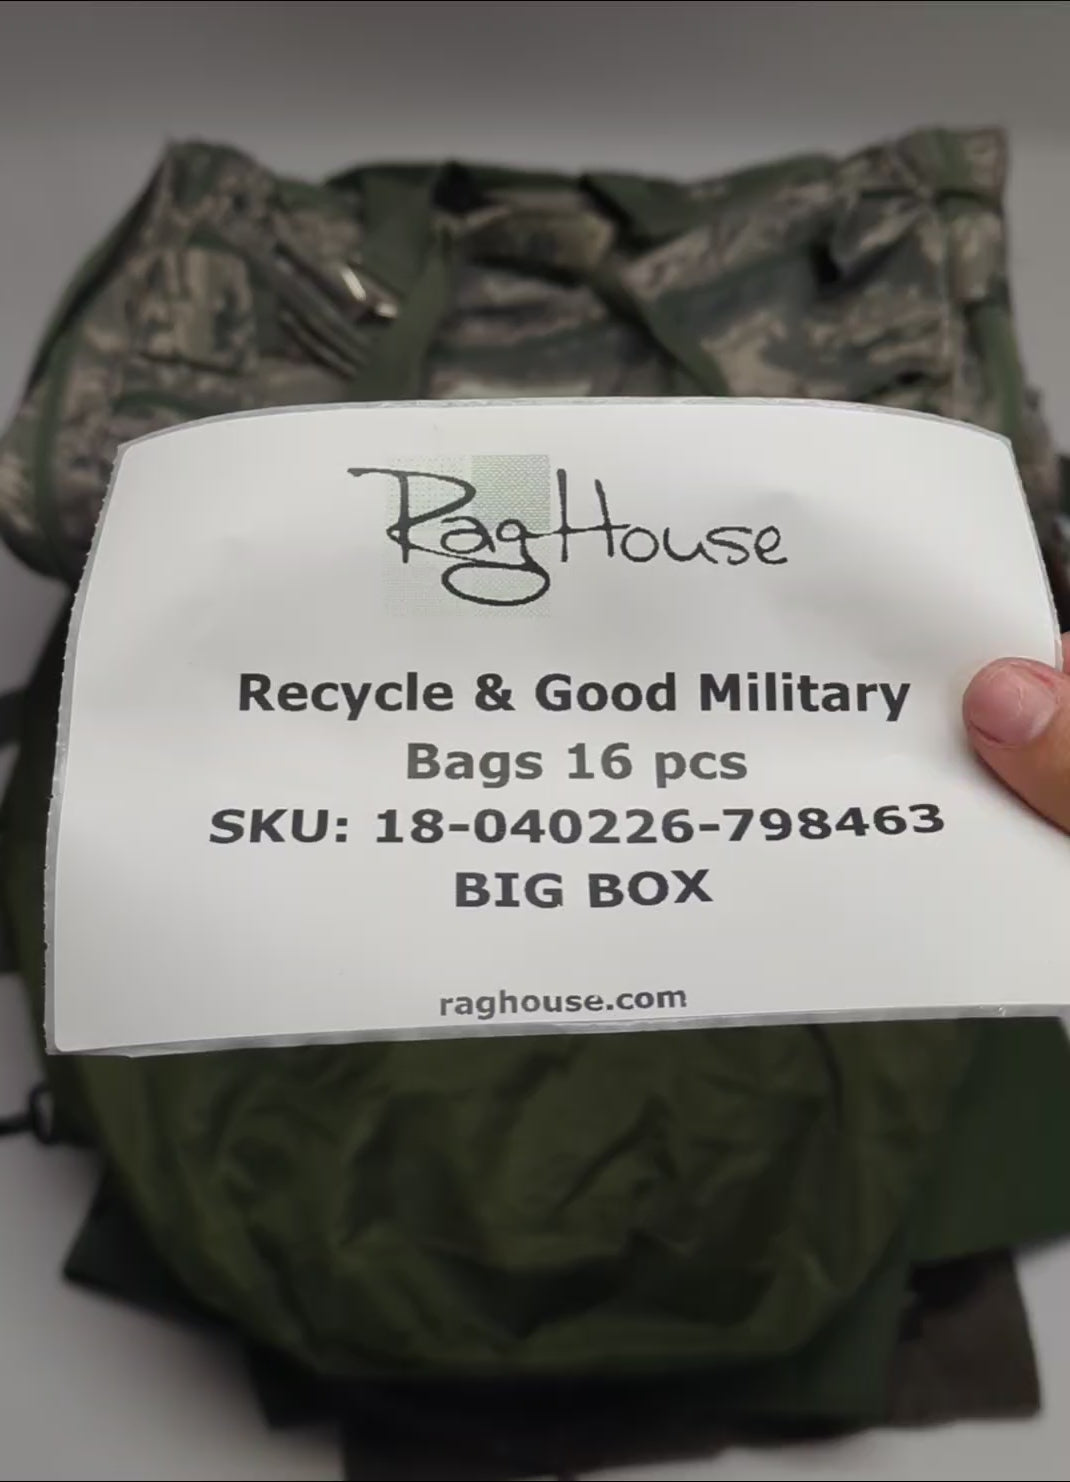 RagHouse
Recycle & Good Military
Bags 16 pcs
SKU: 18-040226-798463
BIG BOX
raghouse.com